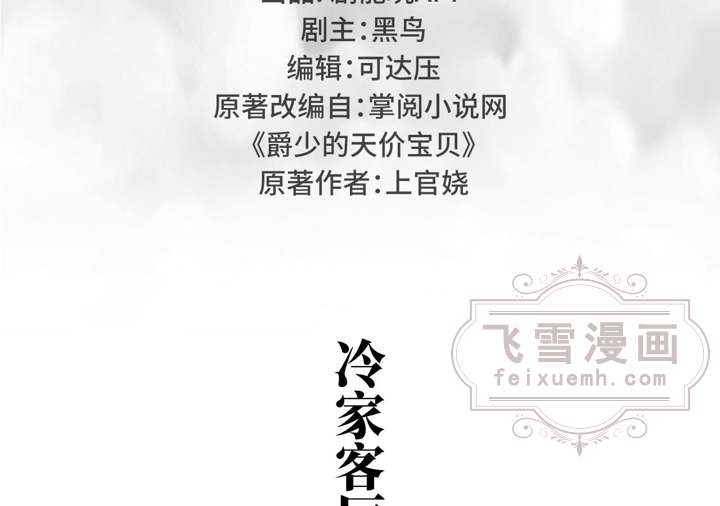 剧主：黑鸟
编辑：可达压
原著改编自：掌阅小说网
《爵少的天价宝贝》
原著作者：上官娆
飞雪漫画
feixuemh.com
冷家客